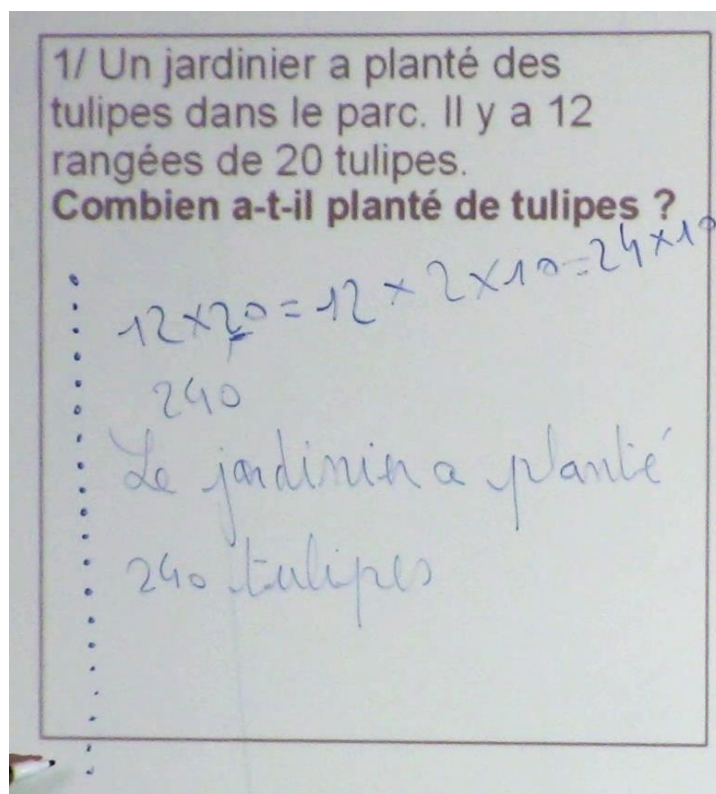 1/ Un jardinier a planté des
tulipes dans le parc. Il y a 12
rangées de 20 tulipes.
Combien a-t-il planté de tulipes ?
12×20=12×2×10=24×10
240
Le jardinier a planté
240 tulipes